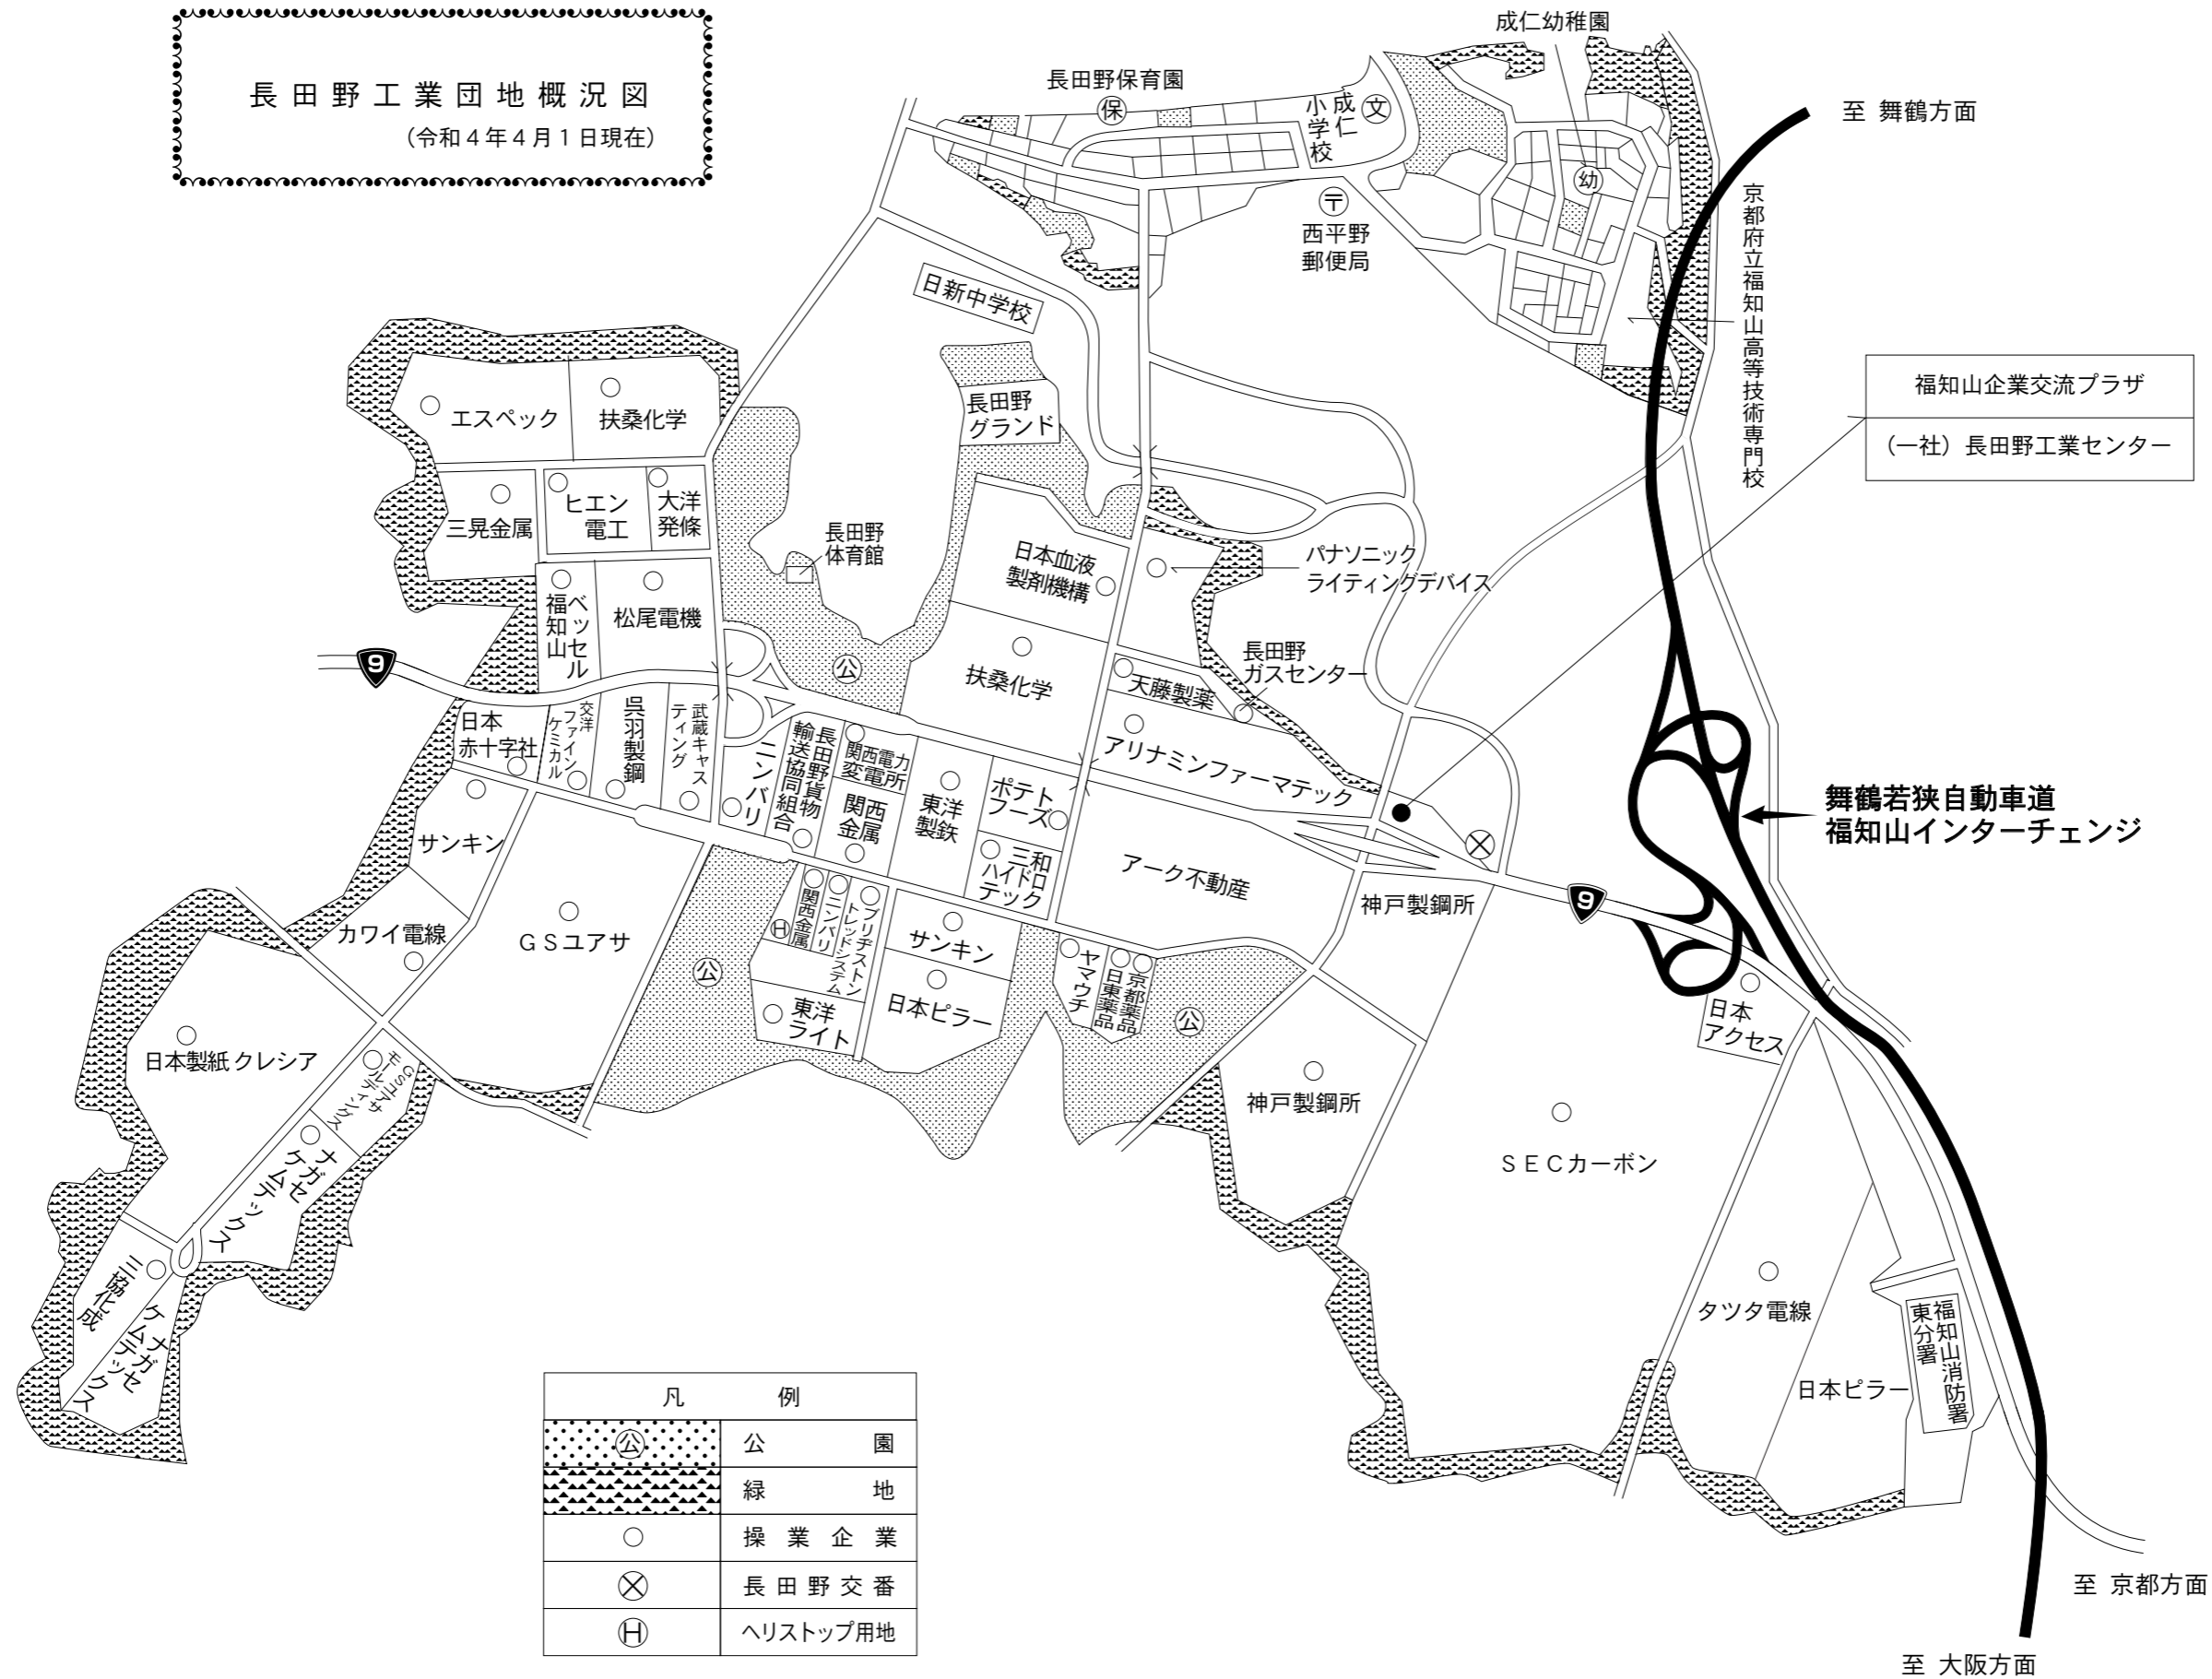 長田野工業団地概況図
（令和４年４月１日現在）
成仁幼稚園
長田野保育園
保
成仁
小学校
文
幼
〒
西平野
郵便局
至 舞鶴方面
京都府立福知山高等技術専門校
福知山企業交流プラザ
（一社）長田野工業センター
日新中学校
長田野
グランド
エスペック
扶桑化学
三晃金属
ヒエン
電工
大洋
発條
長田野
体育館
日本血液
製剤機構
パナソニック
ライティングデバイス
ベッセル
福知山
松尾電機
9
公
扶桑化学
天藤製薬
長田野
ガスセンター
アリナミンファーマテック
日本
赤十字社
交洋
ファイン
ケミカル
呉羽製鋼
武蔵キャス
ティング
ニンバリ
長田野貨物
輸送協同組合
関西電力
変電所
関西
金属
東洋
製鉄
ポテト
フーズ
三和
ハイドロ
テック
アーク不動産
舞鶴若狭自動車道
福知山インターチェンジ
9
神戸製鋼所
サンキン
カワイ電線
ＧＳユアサ
公
H
関西金属
ニンバリ
ブリヂストン
トレッドシステム
サンキン
日本ピラー
東洋
ライト
ヤマウチ
日東薬品
京都薬品
公
日本
アクセス
日本製紙クレシア
GSユアサ
モールディングス
ナガセ
ケムテックス
神戸製鋼所
ＳＥＣカーボン
三協化成
ナガセ
ケムテックス
タツタ電線
日本ピラー
福知山消防署
東分署
凡例
公
公園
緑地
操業企業
長田野交番
H
ヘリストップ用地
至 京都方面
至 大阪方面